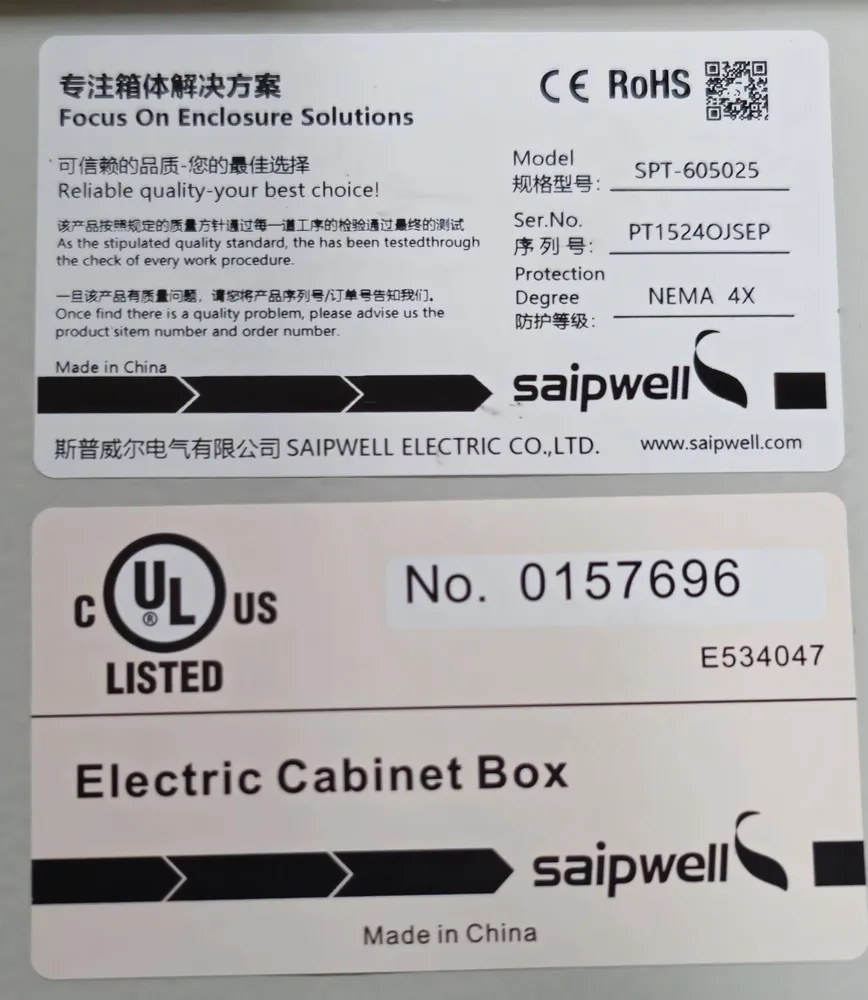 专注箱体解决方案
Focus On Enclosure Solutions
CE RoHS
可信赖的品质-您的最佳选择
Reliable quality-your best choice!
该产品按照规定的质量方针通过每一道工序的检验通过最终的测试
As the stipulated quality standard, the has been testedthrough
the check of every work procedure.
一旦该产品有质量问题，请您将产品序列号/订单号告知我们。
Once find there is a quality problem, please advise us the
product sitem number and order number.
Model
规格型号: SPT-605025
Ser.No.
序列号: PT1524OJSEP
Protection
Degree NEMA 4X
防护等级:
Made in China
saipwell
斯普威尔电气有限公司 SAIPWELL ELECTRIC CO.,LTD. www.saipwell.com
C UL® US
LISTED
No. 0157696
E534047
Electric Cabinet Box
saipwell
Made in China